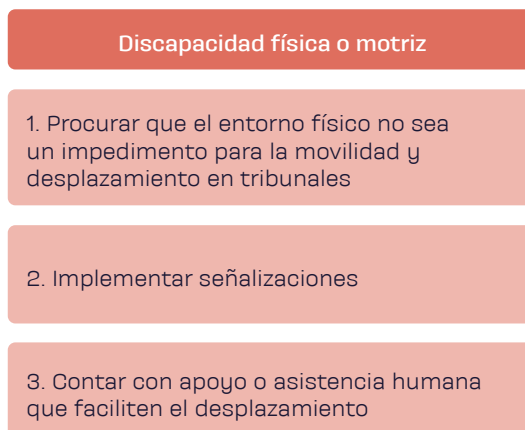 Discapacidad física o motriz
1. Procurar que el entorno físico no sea
un impedimento para la movilidad y
desplazamiento en tribunales
2. Implementar señalizaciones
3. Contar con apoyo o asistencia humana
que faciliten el desplazamiento